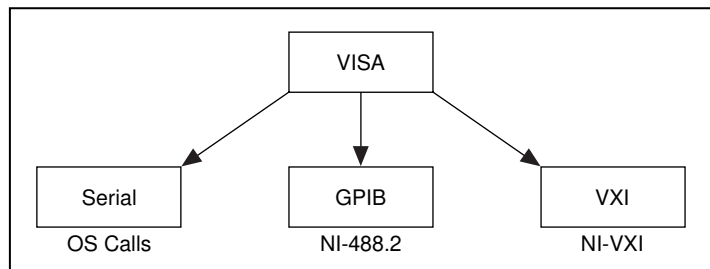 VISA
Serial
GPIB
VXI
OS Calls
NI-488.2
NI-VXI